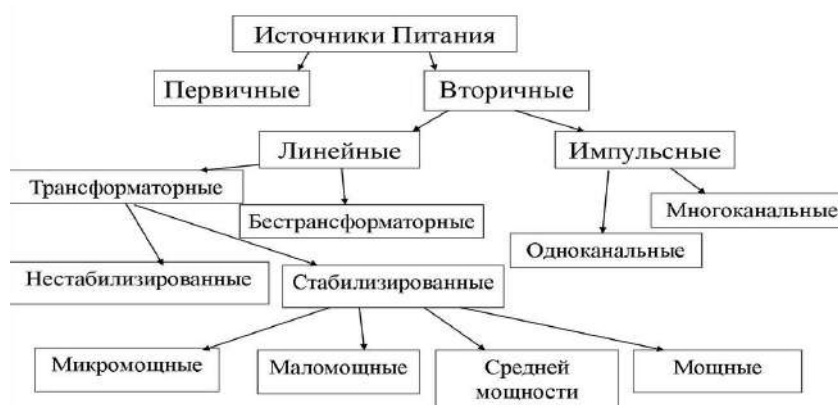 Источники Питания
Первичные
Вторичные
Линейные
Импульсные
Трансформаторные
Бестрансформаторные
Многоканальные
Одноканальные
Нестабилизированные
Стабилизированные
Микромощные
Маломощные
Средней
мощности
Мощные